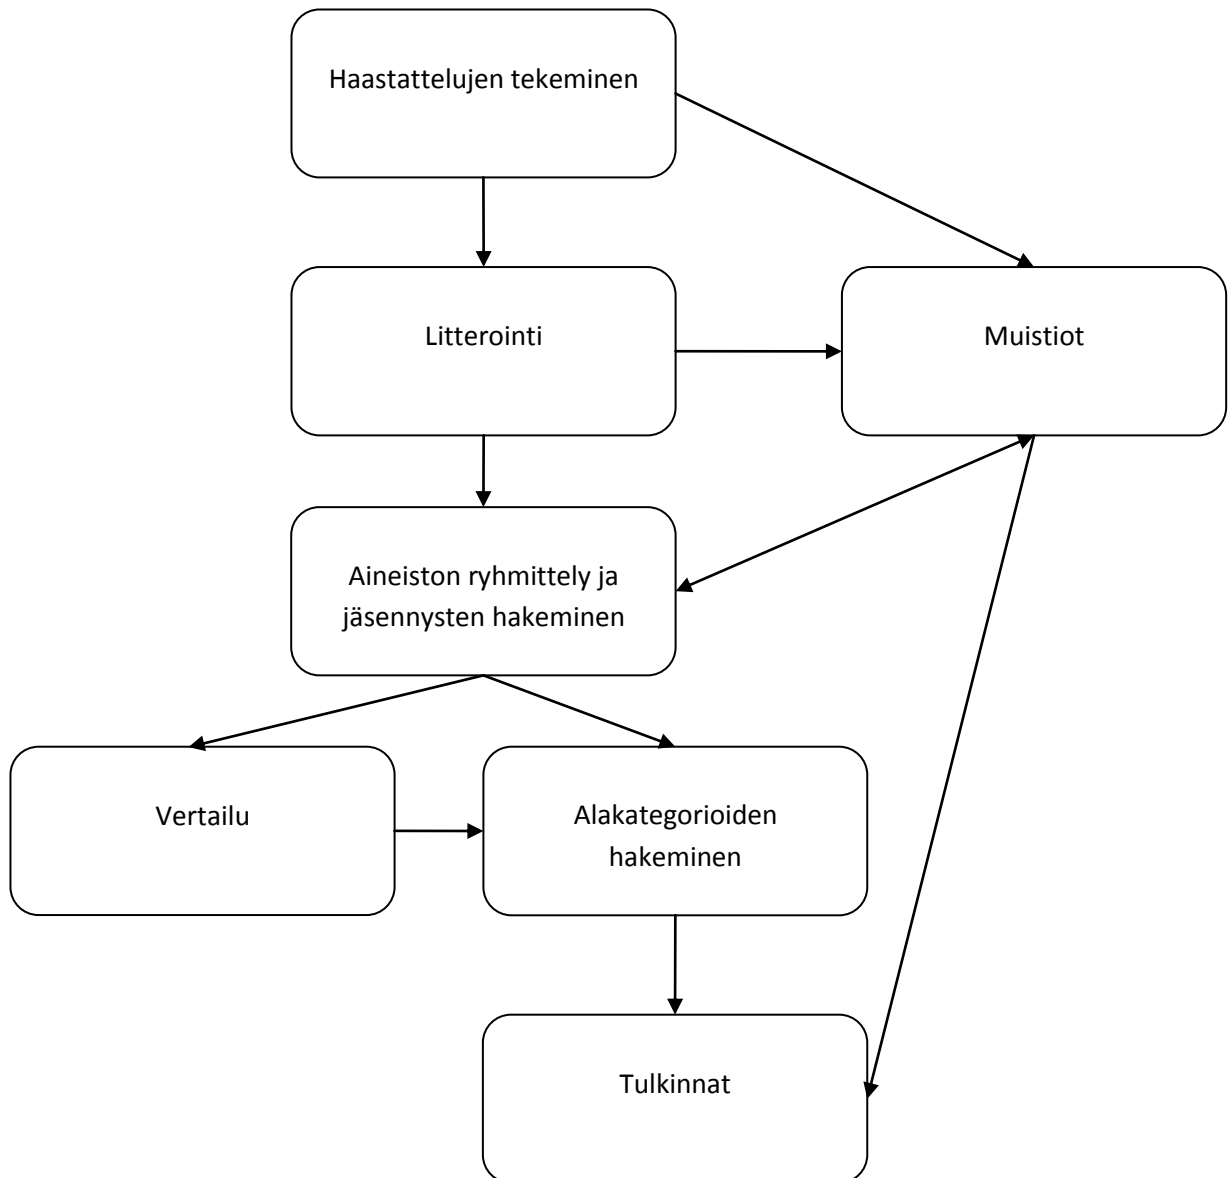 Haastattelujen tekeminen
Litterointi
Muistiot
Aineiston ryhmittely ja
jäsennysten hakeminen
Vertailu
Alakategorioiden
hakeminen
Tulkinnat